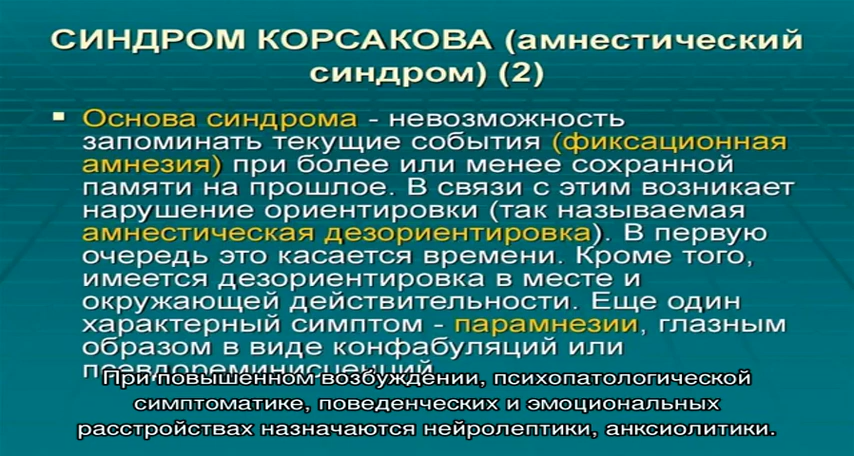 СИНДРОМ КОРСАКОВА (амнестический
синдром) (2)
Основа синдрома - невозможность
запоминать текущие события (фиксационная
амнезия) при более или менее сохранной
памяти на прошлое. В связи с этим возникает
нарушение ориентировки (так называемая
амнестическая дезориентировка). В первую
очередь это касается времени. Кроме того,
имеется дезориентировка в месте и
окружающей действительности. Еще один
характерный симптом - парамнезии, глазным
образом в виде конфабуляций или
псевдореминисценций.
При повышенном возбуждении, психопатологической
симптоматике, поведенческих и эмоциональных
расстройствах назначаются нейролептики, анксиолитики.